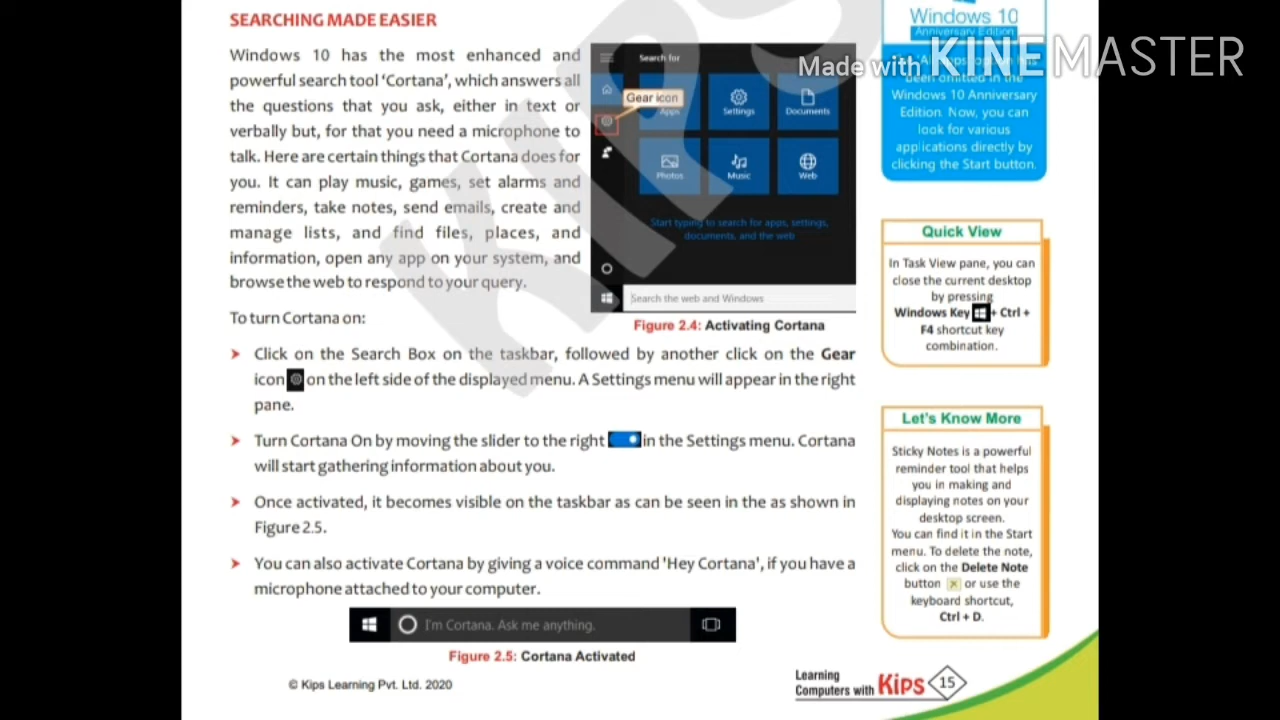 SEARCHING MADE EASIER
Windows 10 has the most enhanced and
powerful search tool ‘Cortana’, which answers all
the questions that you ask, either in text or
verbally but, for that you need a microphone to
talk. Here are certain things that Cortana does for
you. It can play music, games, set alarms and
reminders, take notes, send emails, create and
manage lists, and find files, places, and
information, open any app on your system, and
browse the web to respond to your query.
Search for
Gear icon
Apps
Settings
Documents
Photos
Music
Web
Start typing to search for apps, settings,
documents, and the web
Search the web and Windows
Figure 2.4: Activating Cortana
To turn Cortana on:
➤ Click on the Search Box on the taskbar, followed by another click on the Gear
icon on the left side of the displayed menu. A Settings menu will appear in the right
pane.
➤ Turn Cortana On by moving the slider to the right in the Settings menu. Cortana
will start gathering information about you.
➤ Once activated, it becomes visible on the taskbar as can be seen in the as shown in
Figure 2.5.
➤ You can also activate Cortana by giving a voice command 'Hey Cortana', if you have a
microphone attached to your computer.
I'm Cortana. Ask me anything.
Figure 2.5: Cortana Activated
© Kips Learning Pvt. Ltd. 2020
Windows 10
Anniversary Edition
Made with KINEMASTER
been omitted in the
Windows 10 Anniversary
Edition. Now, you can
look for various
applications directly by
clicking the Start button.
Quick View
In Task View pane, you can
close the current desktop
by pressing
Windows Key + Ctrl +
F4 shortcut key
combination.
Let's Know More
Sticky Notes is a powerful
reminder tool that helps
you in making and
displaying notes on your
desktop screen.
You can find it in the Start
menu. To delete the note,
click on the Delete Note
button or use the
keyboard shortcut,
Ctrl + D.
Learning
Computers with Kips 15
KIPS